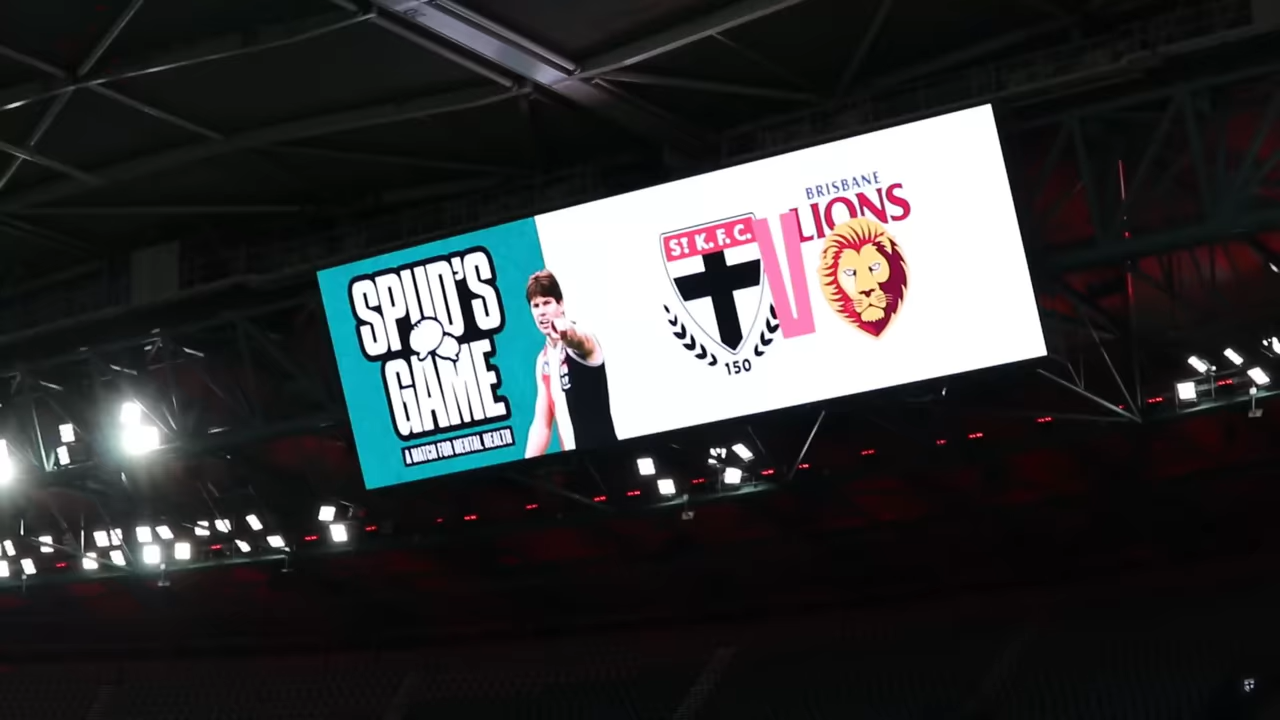 SPUD'S
GAME
A MATCH FOR MENTAL HEALTH
ST K.F.C.
150
V
BRISBANE
LIONS